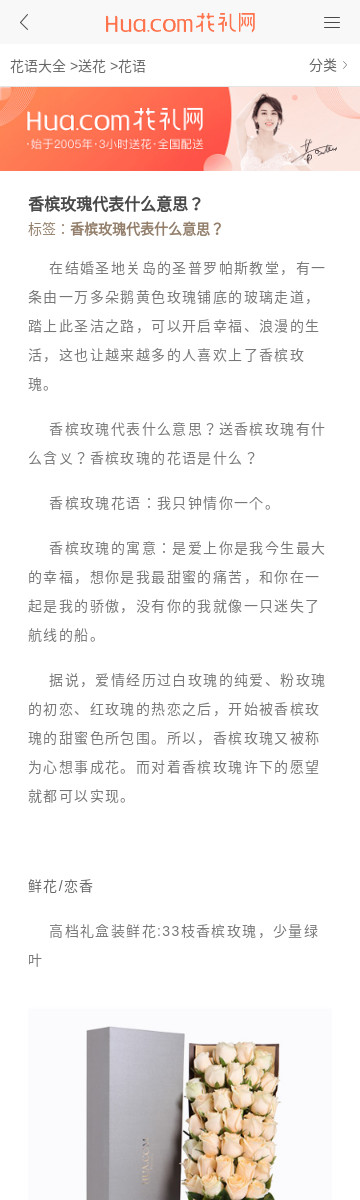 Hua.com花礼网
花语大全 >送花 >花语
分类
Hua.com花礼网
·始于2005年·3小时送花·全国配送
香槟玫瑰代表什么意思？
标签：香槟玫瑰代表什么意思？
在结婚圣地关岛的圣普罗帕斯教堂，有一
条由一万多朵鹅黄色玫瑰铺底的玻璃走道，
踏上此圣洁之路，可以开启幸福、浪漫的生
活，这也让越来越多的人喜欢上了香槟玫
瑰。
香槟玫瑰代表什么意思？送香槟玫瑰有什
么含义？香槟玫瑰的花语是什么？
香槟玫瑰花语：我只钟情你一个。
香槟玫瑰的寓意：是爱上你是我今生最大
的幸福，想你是我最甜蜜的痛苦，和你在一
起是我的骄傲，没有你的我就像一只迷失了
航线的船。
据说，爱情经历过白玫瑰的纯爱、粉玫瑰
的初恋、红玫瑰的热恋之后，开始被香槟玫
瑰的甜蜜色所包围。所以，香槟玫瑰又被称
为心想事成花。而对着香槟玫瑰许下的愿望
就都可以实现。
鲜花/恋香
高档礼盒装鲜花:33枝香槟玫瑰，少量绿
叶